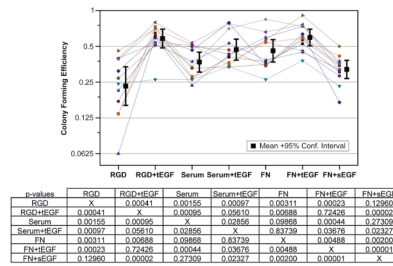 1
0.5
0.25
0.125
0.0625
Colony Forming Efficiency
Mean +95% Conf. Interval
RGD RGD+tEGF Serum Serum+tEGF FN FN+tEGF FN+sEGF
p-values RGD RGD+tEGF Serum Serum+tEGF FN FN+tEGF FN+sEGF
RGD X 0.00041 0.00155 0.00097 0.00311 0.00023 0.12960
RGD+tEGF 0.00041 X 0.00095 0.05610 0.00688 0.72426 0.00002
Serum 0.00155 0.00095 X 0.02856 0.09868 0.00044 0.27309
Serum+tEGF 0.00097 0.05610 0.02856 X 0.83739 0.03676 0.02327
FN 0.00311 0.00688 0.09868 0.83739 X 0.00488 0.00200
FN+tEGF 0.00023 0.72426 0.00044 0.03676 0.00488 X 0.00001
FN+sEGF 0.12960 0.00002 0.27309 0.02327 0.00200 0.00001 X